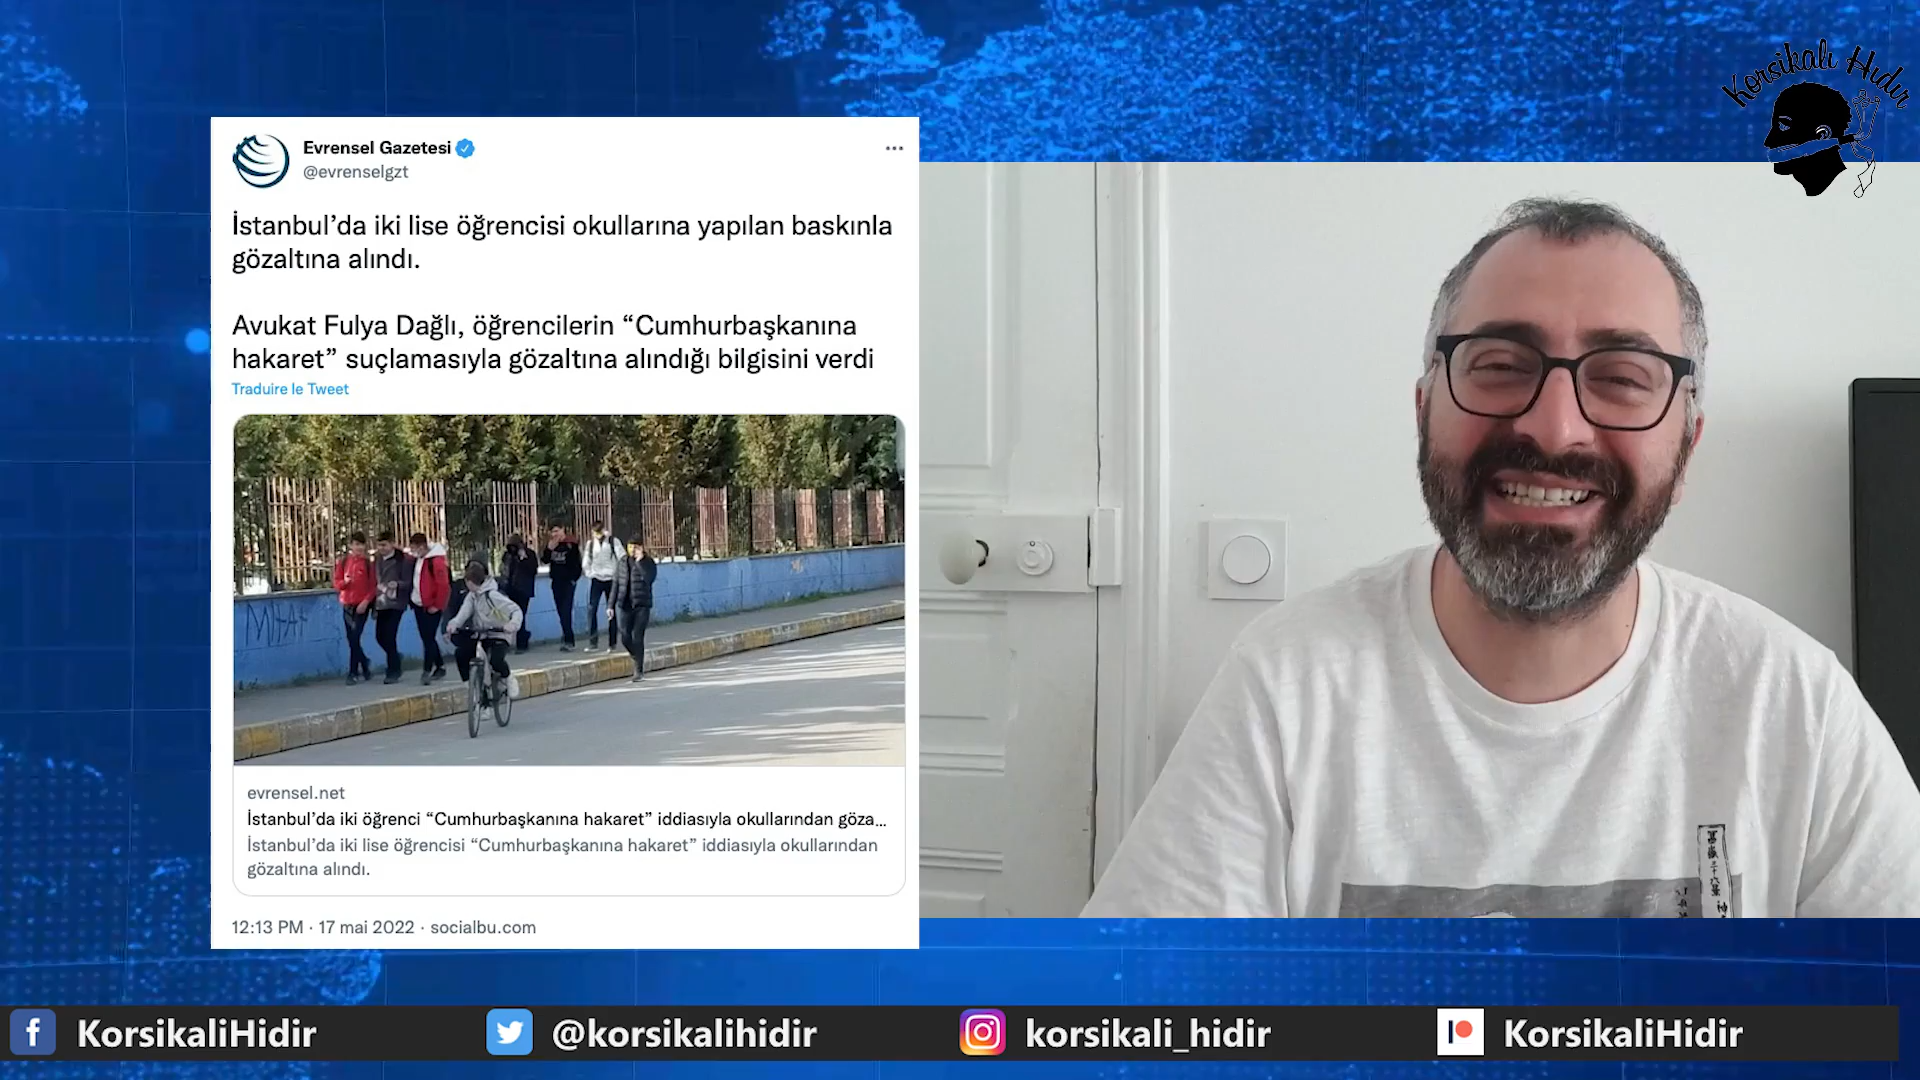 Korsikalı Hıdır
Evrensel Gazetesi
@evrenselgzt
İstanbul’da iki lise öğrencisi okullarına yapılan baskınla
gözaltına alındı.
Avukat Fulya Dağlı, öğrencilerin “Cumhurbaşkanına
hakaret” suçlamasıyla gözaltına alındığı bilgisini verdi
Traduire le Tweet
evrensel.net
İstanbul’da iki öğrenci “Cumhurbaşkanına hakaret” iddiasıyla okullarından göza...
İstanbul’da iki lise öğrencisi “Cumhurbaşkanına hakaret” iddiasıyla okullarından
gözaltına alındı.
12:13 PM · 17 mai 2022 · socialbu.com
KorsikaliHidir
@korsikalihidir
korsikali_hidir
KorsikaliHidir